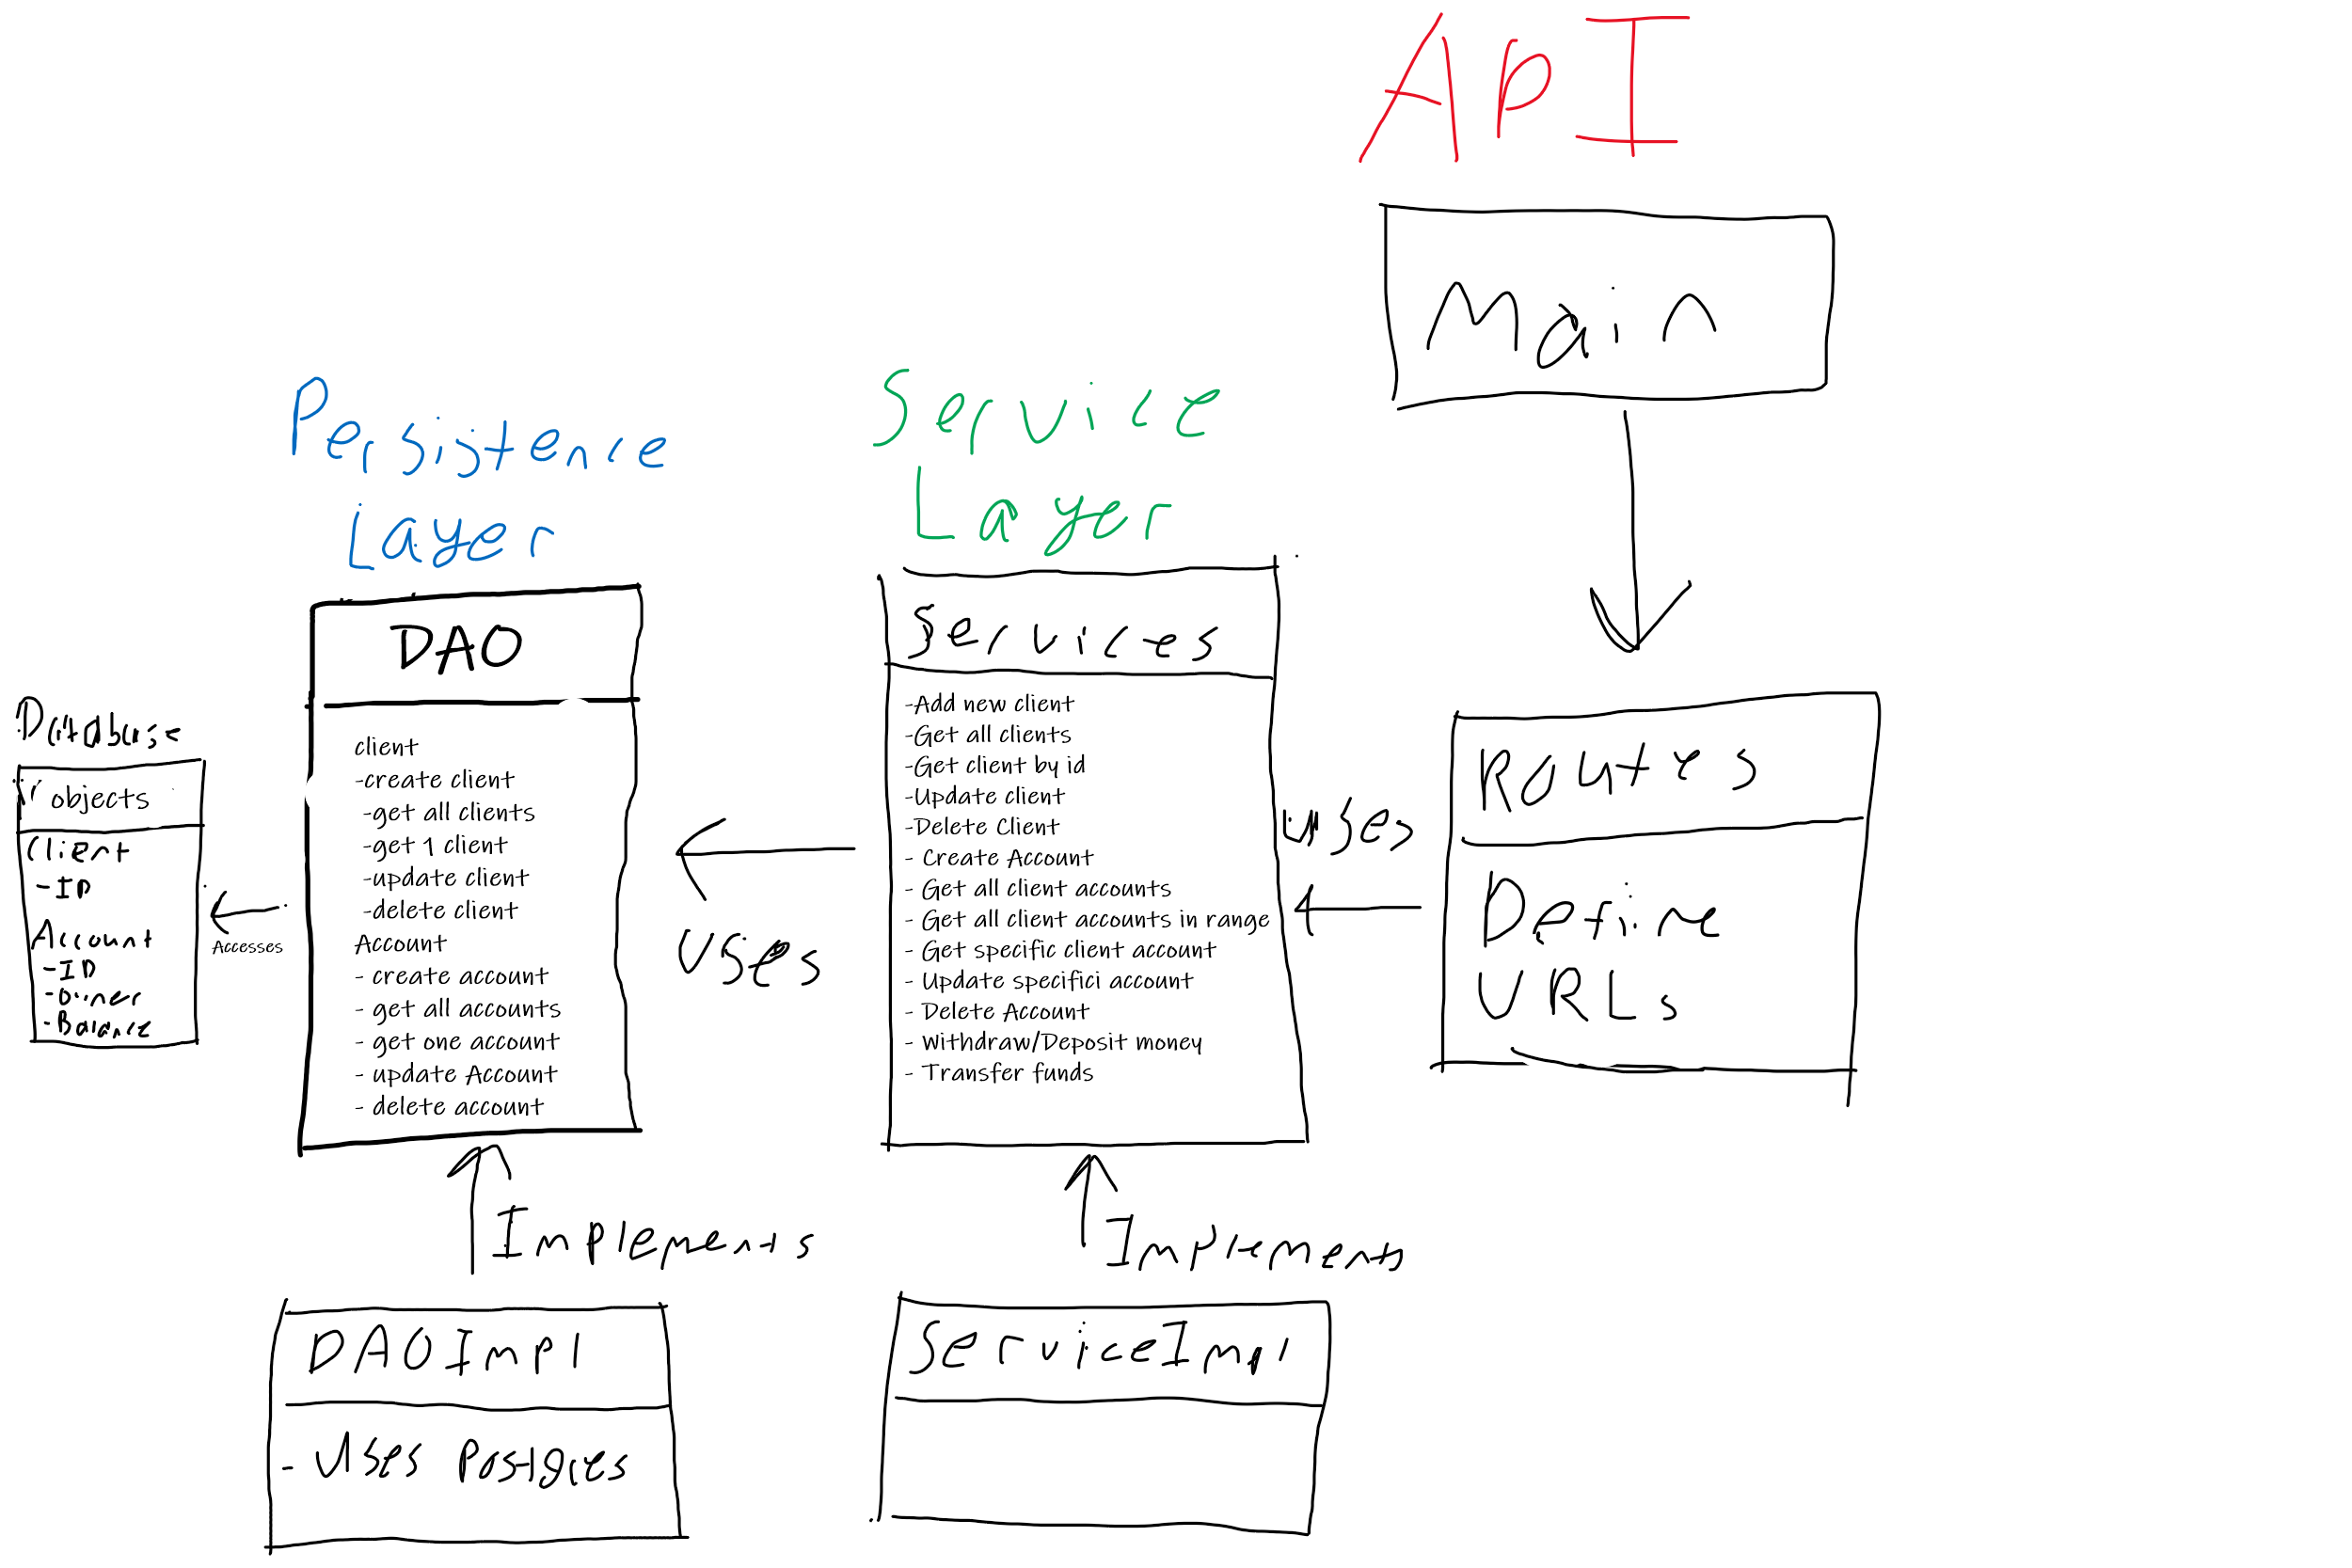 API
Main
Persistence
Layer
Service
Layer
DAO
client
-create client
-get all clients
-get 1 client
-update client
-delete client
Account
- create account
- get all accounts
- get one account
- update Account
- delete account
Services
-Add new client
-Get all clients
-Get client by id
-Update client
-Delete Client
- Create Account
- Get all client accounts
- Get all client accounts in range
- Get specific client account
- Update specifici account
- Delete Account
- Withdraw/Deposit money
- Transfer funds
Routes
Define
URLs
Database
objects
Client
-ID
Account
-ID
-Owner
-Balance
Accesses
uses
uses
Implements
Implements
DAOImpl
- Uses Postgres
ServiceImpl